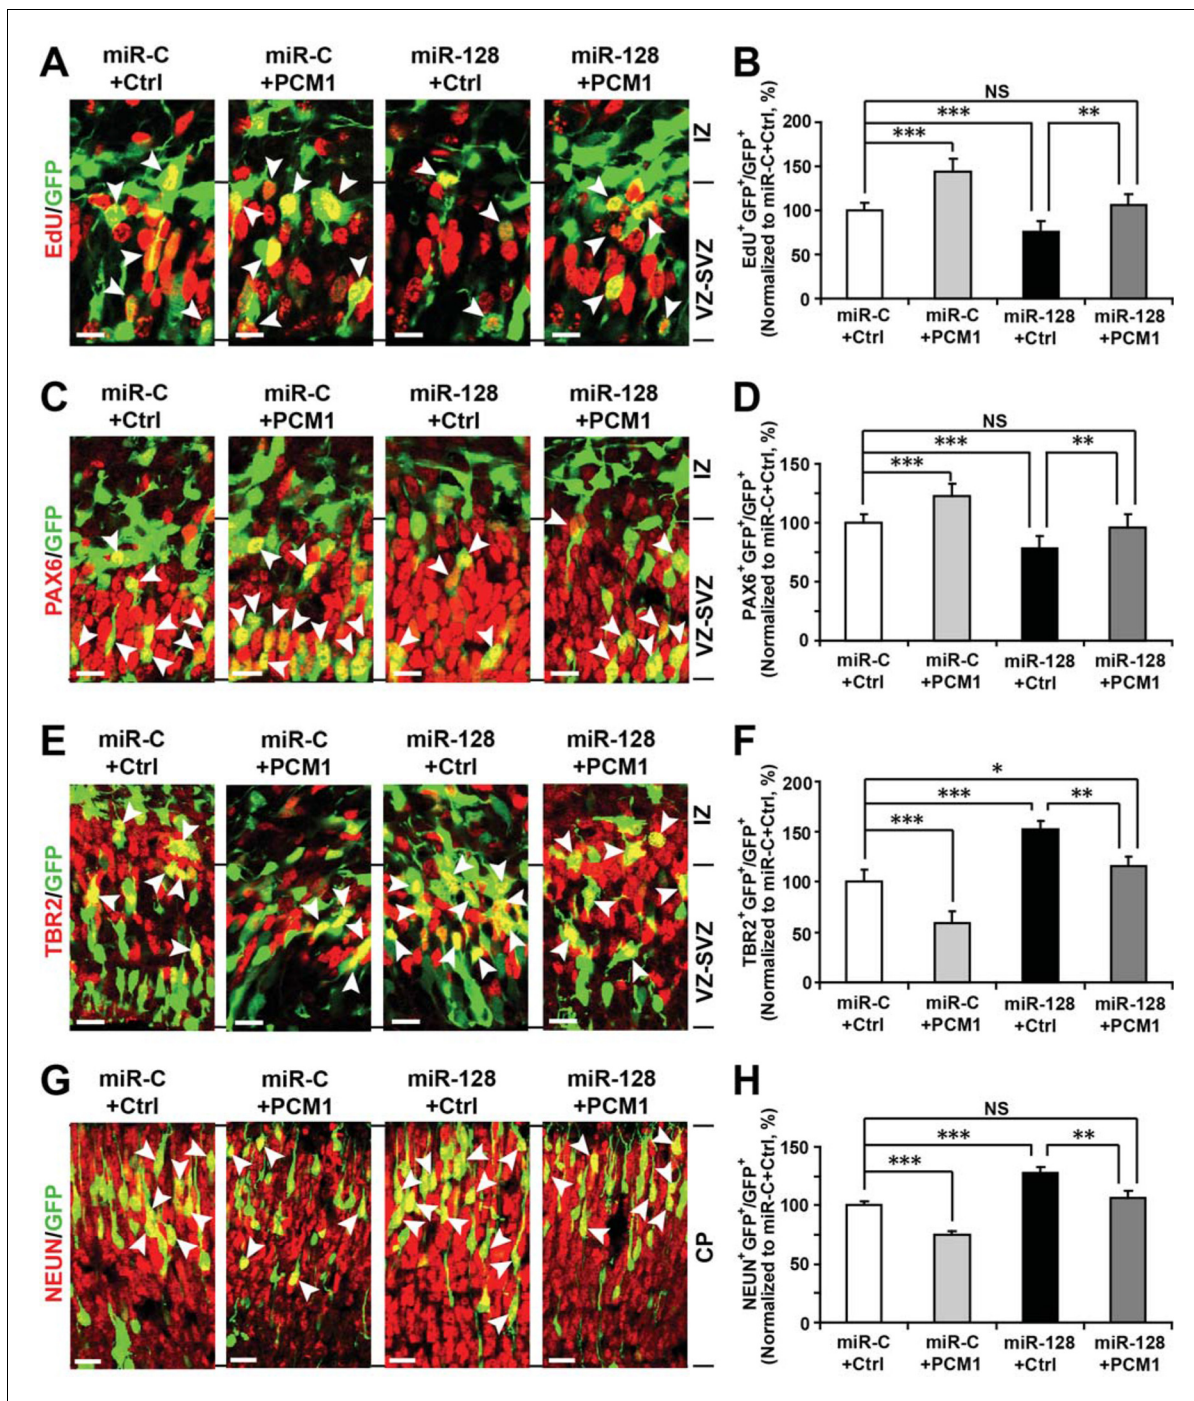 A
miR-C
+Ctrl
miR-C
+PCM1
miR-128
+Ctrl
miR-128
+PCM1
EdU/GFP
IZ
VZ-SVZ
B
NS
***
**
***
EdU+ GFP+/GFP+
(Normalized to miR-C+Ctrl, %)
200
150
100
50
0
miR-C
+Ctrl
miR-C
+PCM1
miR-128
+Ctrl
miR-128
+PCM1
C
miR-C
+Ctrl
miR-C
+PCM1
miR-128
+Ctrl
miR-128
+PCM1
PAX6/GFP
IZ
VZ-SVZ
D
NS
***
**
***
PAX6+ GFP+/GFP+
(Normalized to miR-C+Ctrl, %)
150
100
50
0
miR-C
+Ctrl
miR-C
+PCM1
miR-128
+Ctrl
miR-128
+PCM1
E
miR-C
+Ctrl
miR-C
+PCM1
miR-128
+Ctrl
miR-128
+PCM1
TBR2/GFP
IZ
VZ-SVZ
F
*
***
**
***
TBR2+ GFP+/GFP+
(Normalized to miR-C+Ctrl, %)
200
150
100
50
0
miR-C
+Ctrl
miR-C
+PCM1
miR-128
+Ctrl
miR-128
+PCM1
G
miR-C
+Ctrl
miR-C
+PCM1
miR-128
+Ctrl
miR-128
+PCM1
NEUN/GFP
CP
H
NS
***
**
***
NEUN+ GFP+/GFP+
(Normalized to miR-C+Ctrl, %)
150
100
50
0
miR-C
+Ctrl
miR-C
+PCM1
miR-128
+Ctrl
miR-128
+PCM1